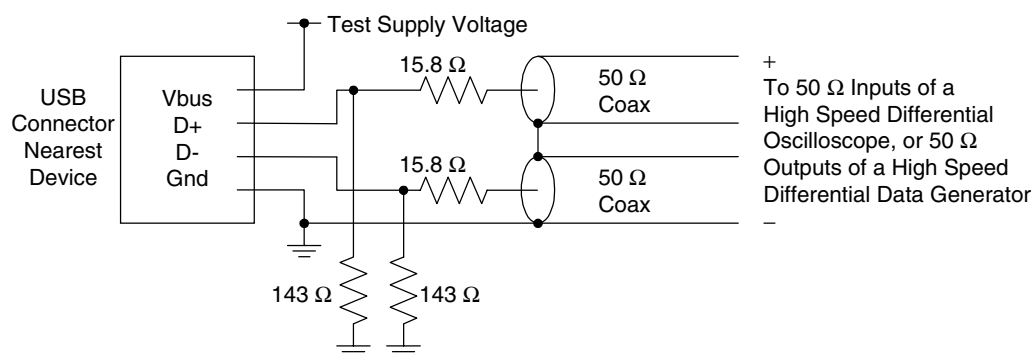 Test Supply Voltage
15.8 Ω
USB
Connector
Nearest
Device
Vbus
D+
D-
Gnd
50 Ω
Coax
15.8 Ω
50 Ω
Coax
+
To 50 Ω Inputs of a
High Speed Differential
Oscilloscope, or 50 Ω
Outputs of a High Speed
Differential Data Generator
−
143 Ω
143 Ω